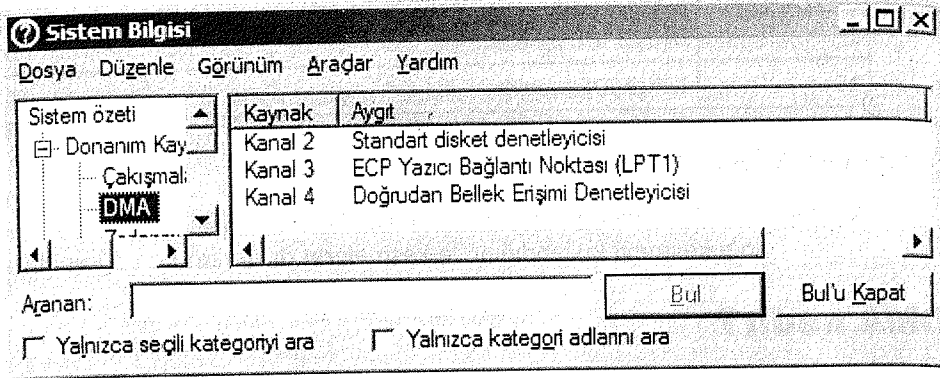 Sistem Bilgisi
Dosya Düzenle Görünüm Araçlar Yardım
Sistem özeti
Donanım Kay
Çakışmalı
DMA
Kaynak Aygıt
Kanal 2 Standart disket denetleyicisi
Kanal 3 ECP Yazıcı Bağlantı Noktası (LPT1)
Kanal 4 Doğrudan Bellek Erişimi Denetleyicisi
Aranan: Bul Bul'u Kapat
Yalnızca seçili kategoriyi ara Yalnızca kategori adlarını ara